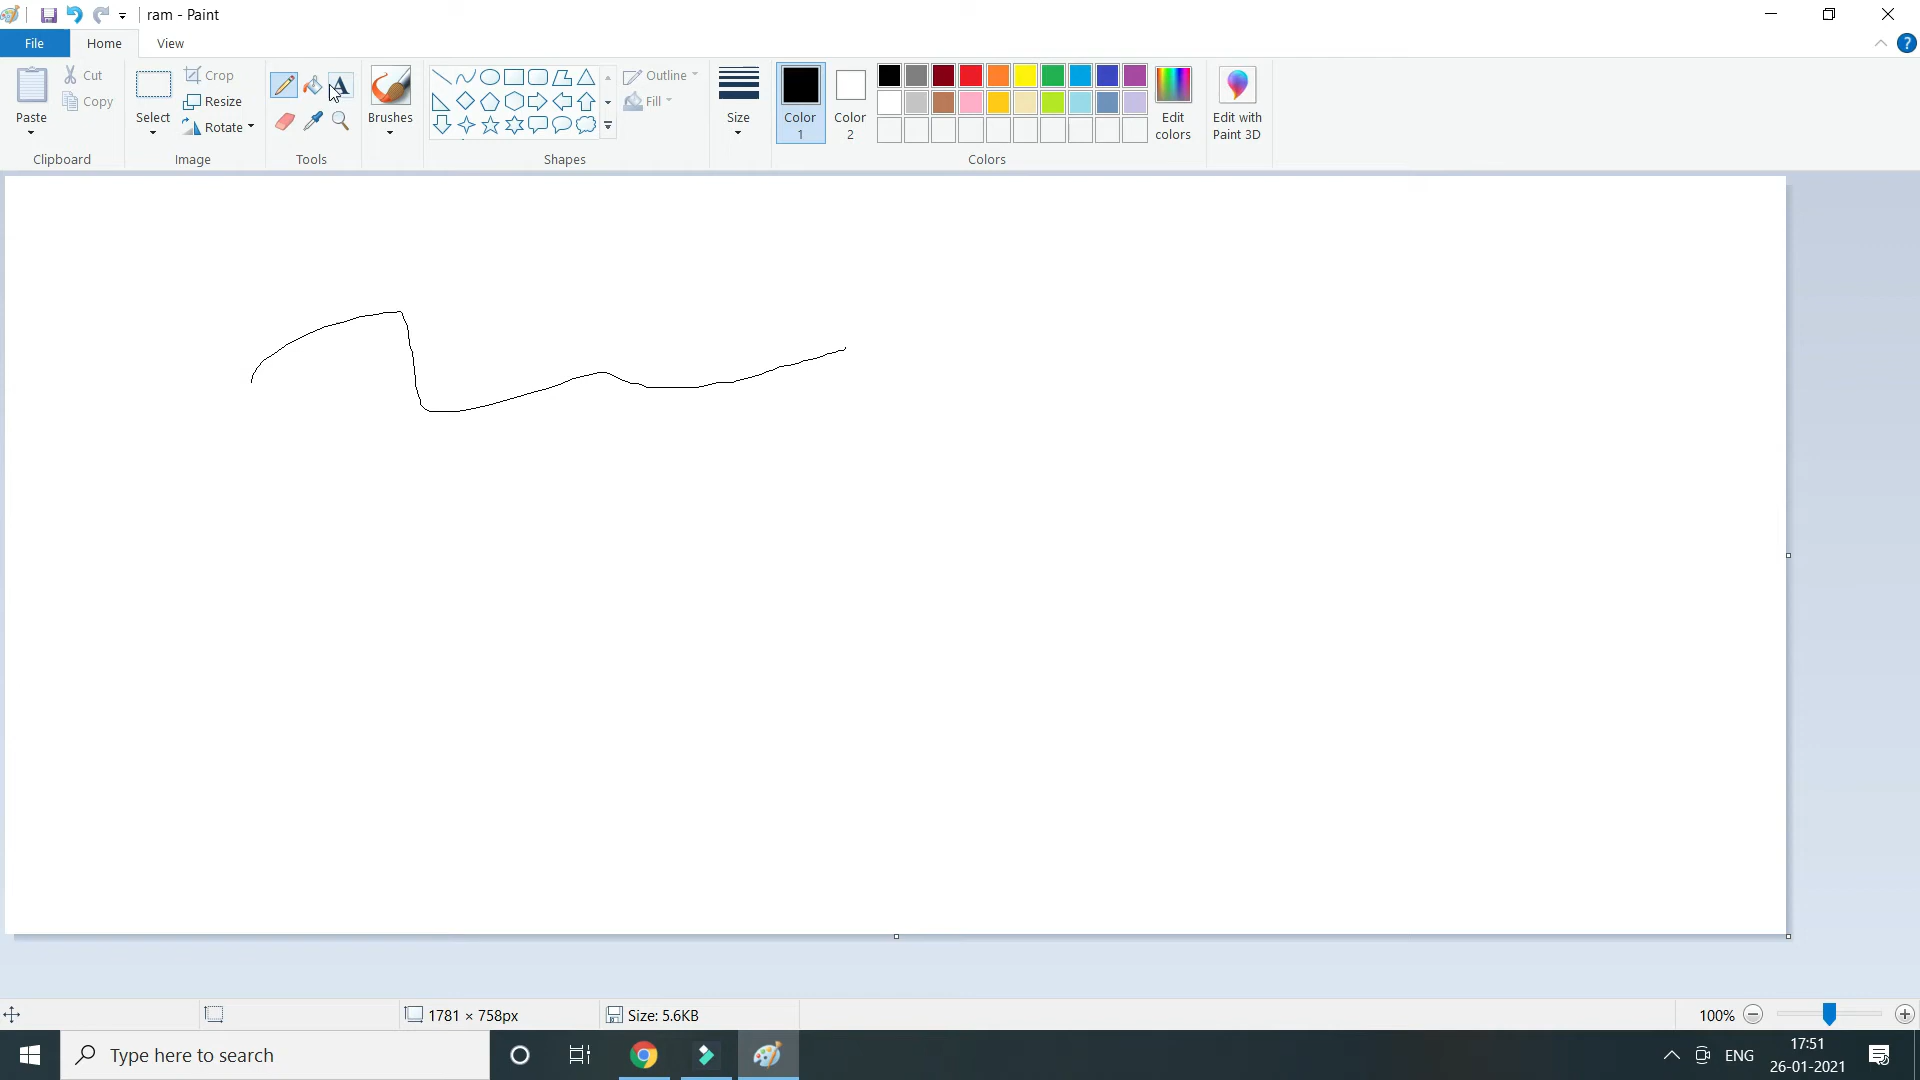 ram - Paint
File Home View
Paste Cut Copy Clipboard
Select Crop Resize Rotate Image
A
Tools
Brushes
Outline Fill Shapes
Size
Color 1 Color 2 Edit colors Colors
Edit with Paint 3D
?
1781 × 758px Size: 5.6KB 100%
Type here to search ENG 17:51
26-01-2021